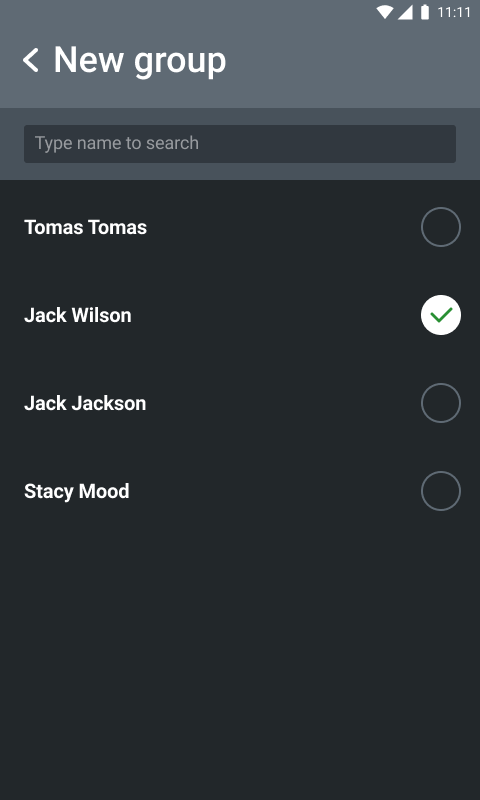 11:11
New group
Type name to search
Tomas Tomas
Jack Wilson
Jack Jackson
Stacy Mood